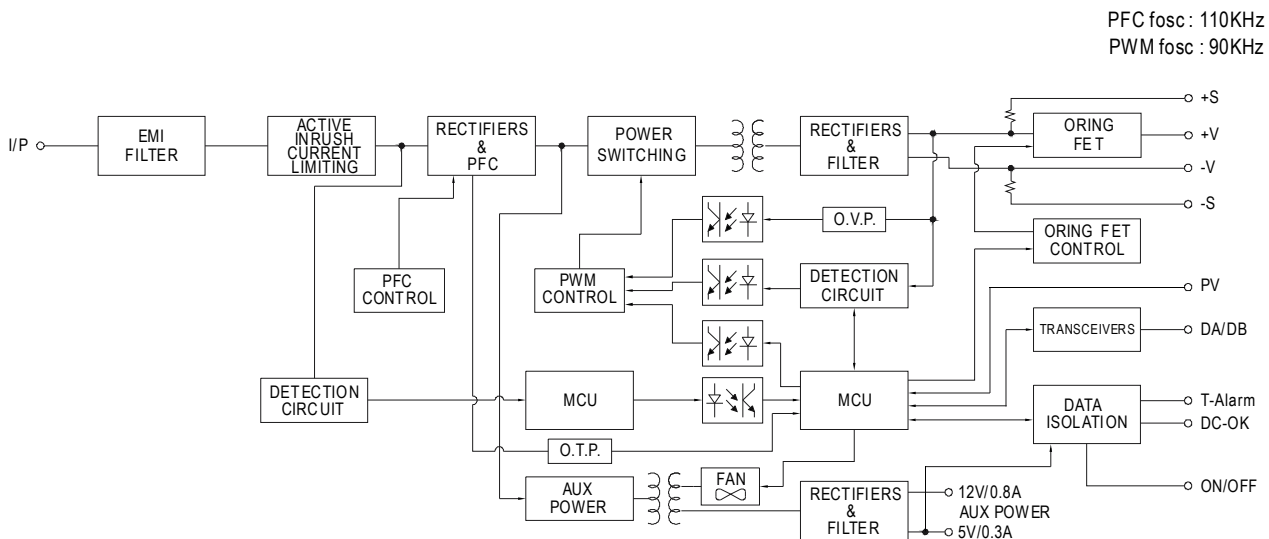 PFC fosc : 110KHz
PWM fosc : 90KHz
I/P
EMI
FILTER
ACTIVE
INRUSH
CURRENT
LIMITING
RECTIFIERS
&
PFC
POWER
SWITCHING
RECTIFIERS
&
FILTER
ORING
FET
+S
+V
-V
-S
O.V.P.
ORING FET
CONTROL
PFC
CONTROL
PWM
CONTROL
DETECTION
CIRCUIT
PV
TRANSCEIVERS
DA/DB
DETECTION
CIRCUIT
MCU
MCU
DATA
ISOLATION
T-Alarm
DC-OK
O.T.P.
AUX
POWER
FAN
RECTIFIERS
&
FILTER
12V/0.8A
AUX POWER
5V/0.3A
ON/OFF